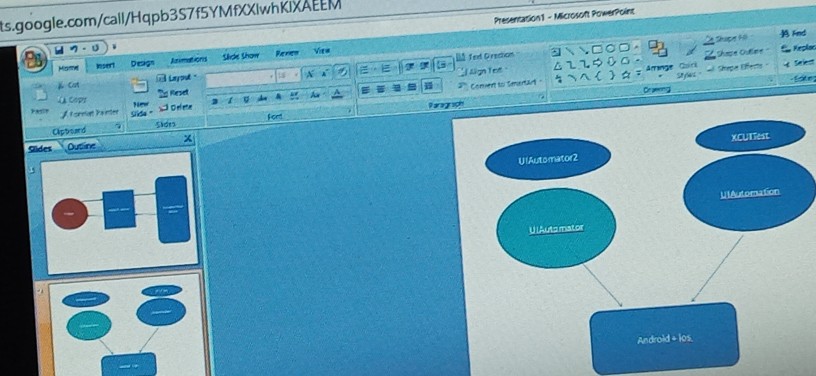 ts.google.com/call/Hqpb3S7f5YMfXXlwhKIXAEEM
Presentation1 - Microsoft PowerPoint
Home Insert Design Animations Slide Show Review View
Cut
Copy
Format Painter
Paste
Clipboard
New
Slide
Layout
Reset
Delete
Slides
Font
Paragraph
Text Direction
Align Text
Convert to SmartArt
Arrange
Quick
Styles
Shape Fill
Shape Outline
Shape Effects
Drawing
Find
Replac
Select
Editing
Slides Outline
UIAutomator2
XCUITest
UIAutomator
UIAutomation
Android + ios